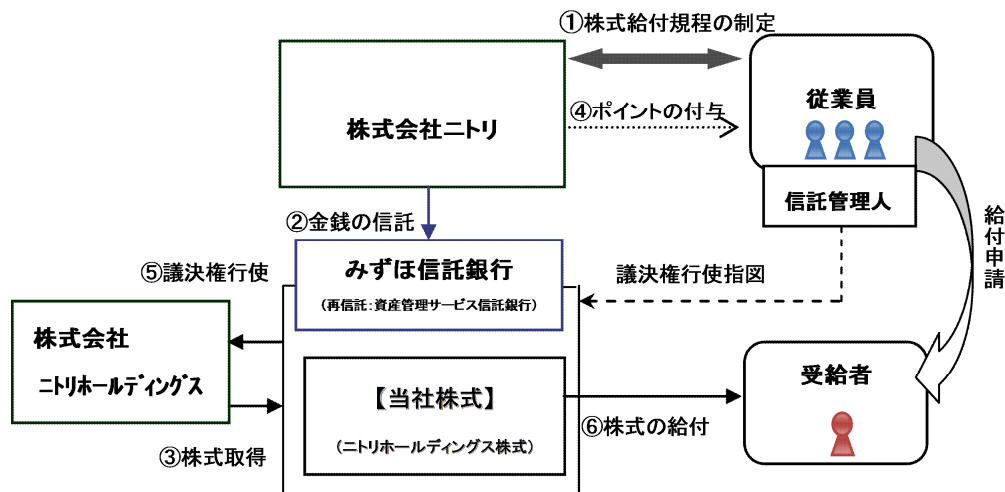 ①株式給付規程の制定
株式会社ニトリ
従業員
④ポイントの付与
信託管理人
給付申請
②金銭の信託
みずほ信託銀行
(再信託:資産管理サービス信託銀行)
⑤議決権行使
議決権行使指図
株式会社
ニトリホールディングス
【当社株式】
(ニトリホールディングス株式)
受給者
⑥株式の給付
③株式取得